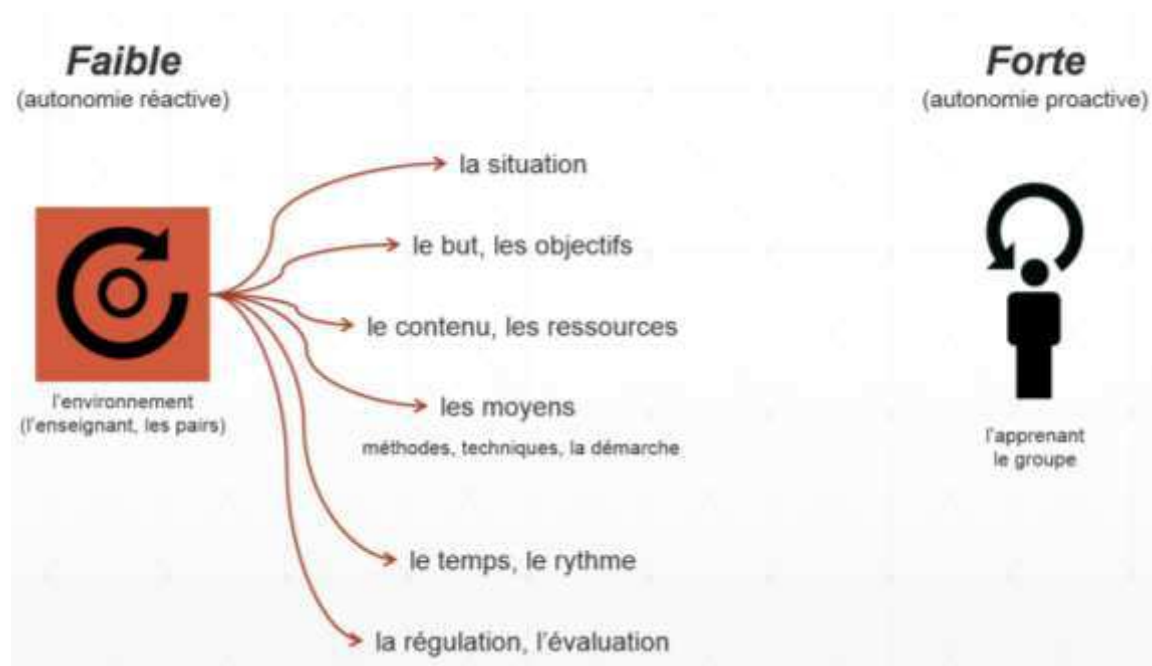 Faible
(autonomie réactive)
Forte
(autonomie proactive)
la situation
le but, les objectifs
le contenu, les ressources
l'environnement
(l'enseignant, les pairs)
les moyens
méthodes, techniques, la démarche
l'apprenant
le groupe
le temps, le rythme
la régulation, l'évaluation